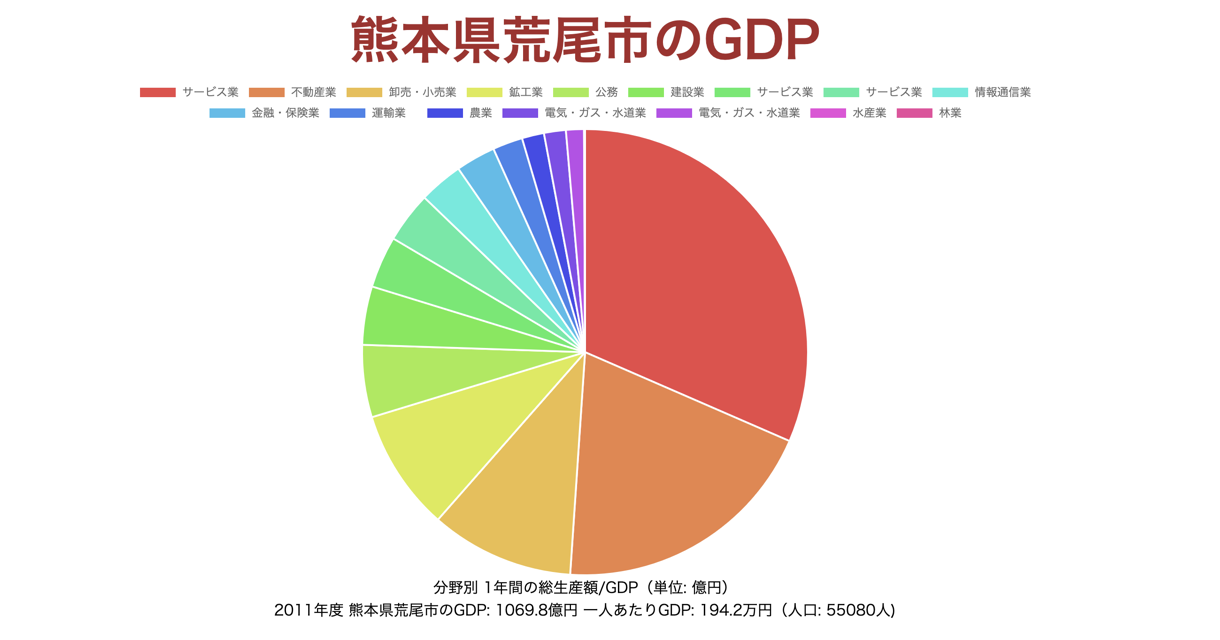 熊本県荒尾市のGDP
サービス業 不動産業 卸売・小売業 鉱工業 公務 建設業 サービス業 サービス業 情報通信業
金融・保険業 運輸業 農業 電気・ガス・水道業 電気・ガス・水道業 水産業 林業
分野別 1年間の総生産額/GDP（単位: 億円）
2011年度 熊本県荒尾市のGDP: 1069.8億円 一人あたりGDP: 194.2万円（人口: 55080人)